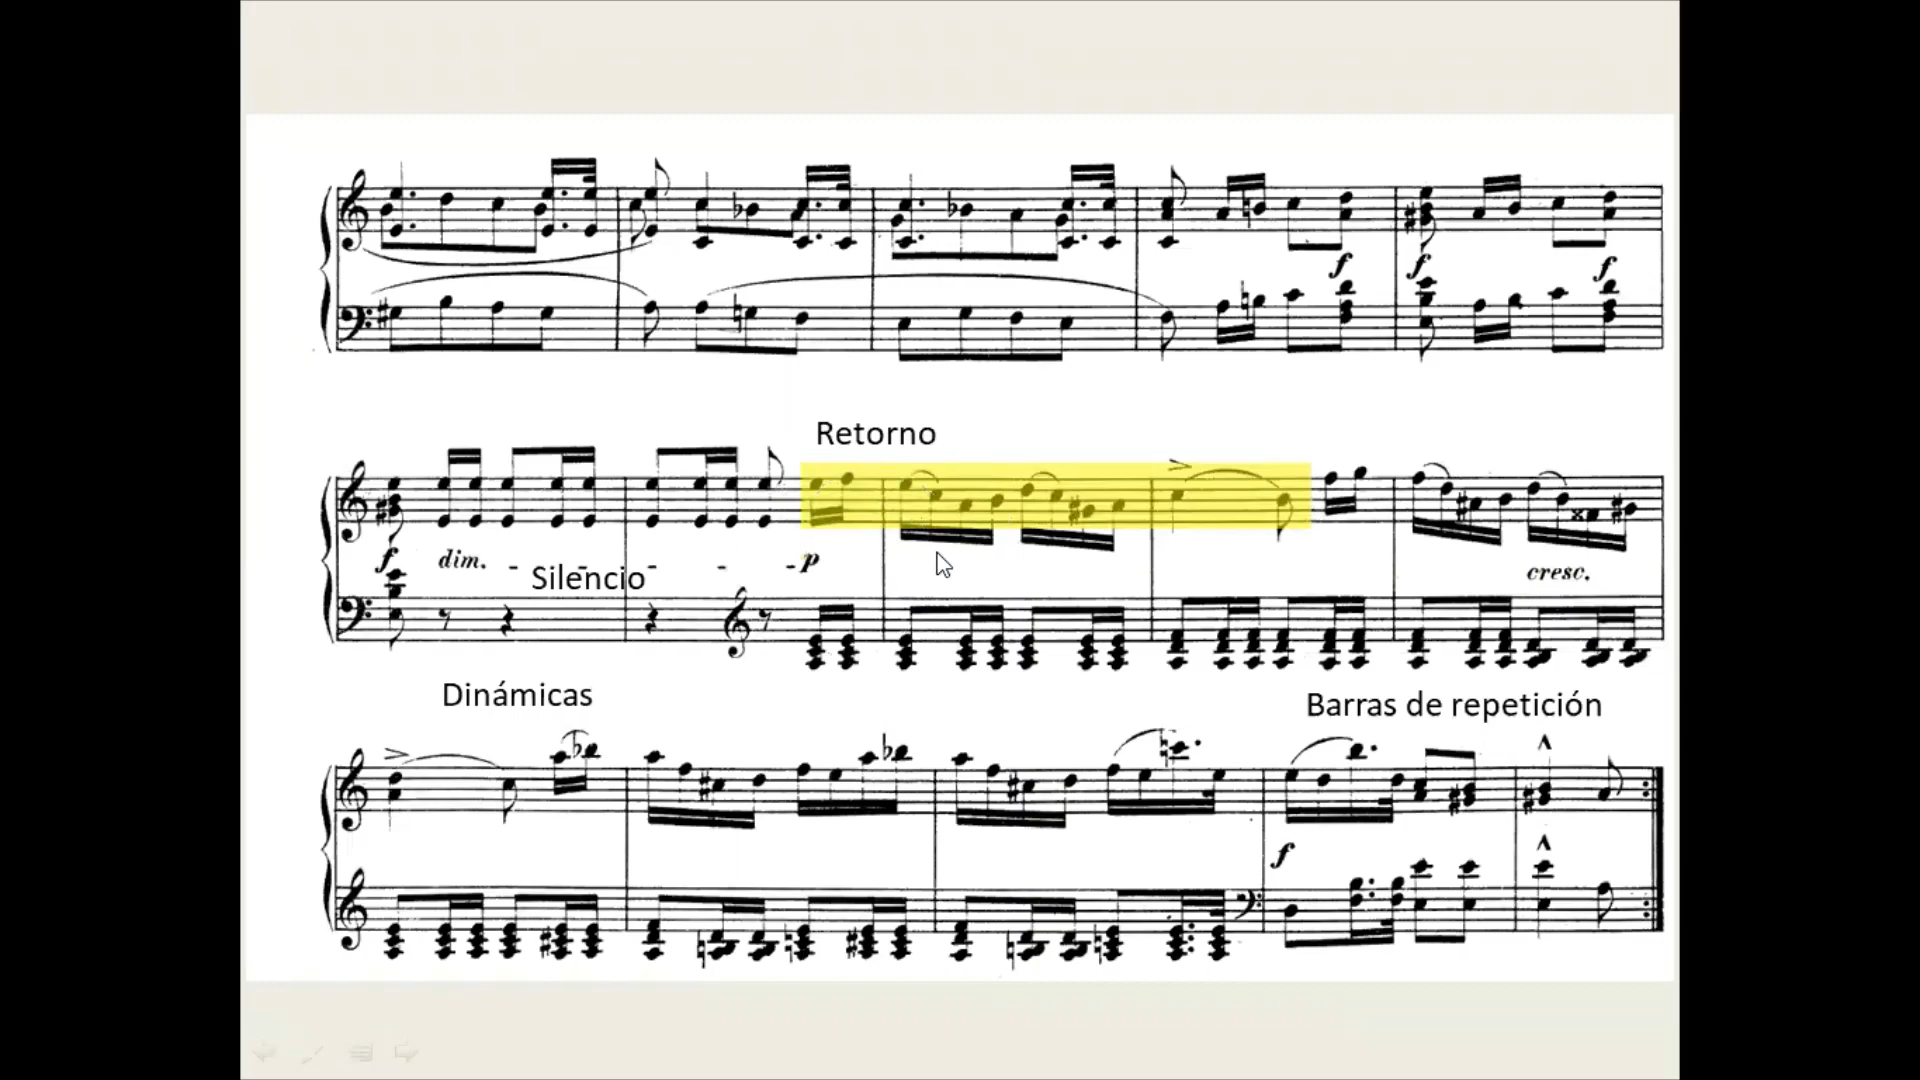 f f f
Retorno
f dim. - - - - - p
Silencio
cresc.
Dinámicas
Barras de repetición
f